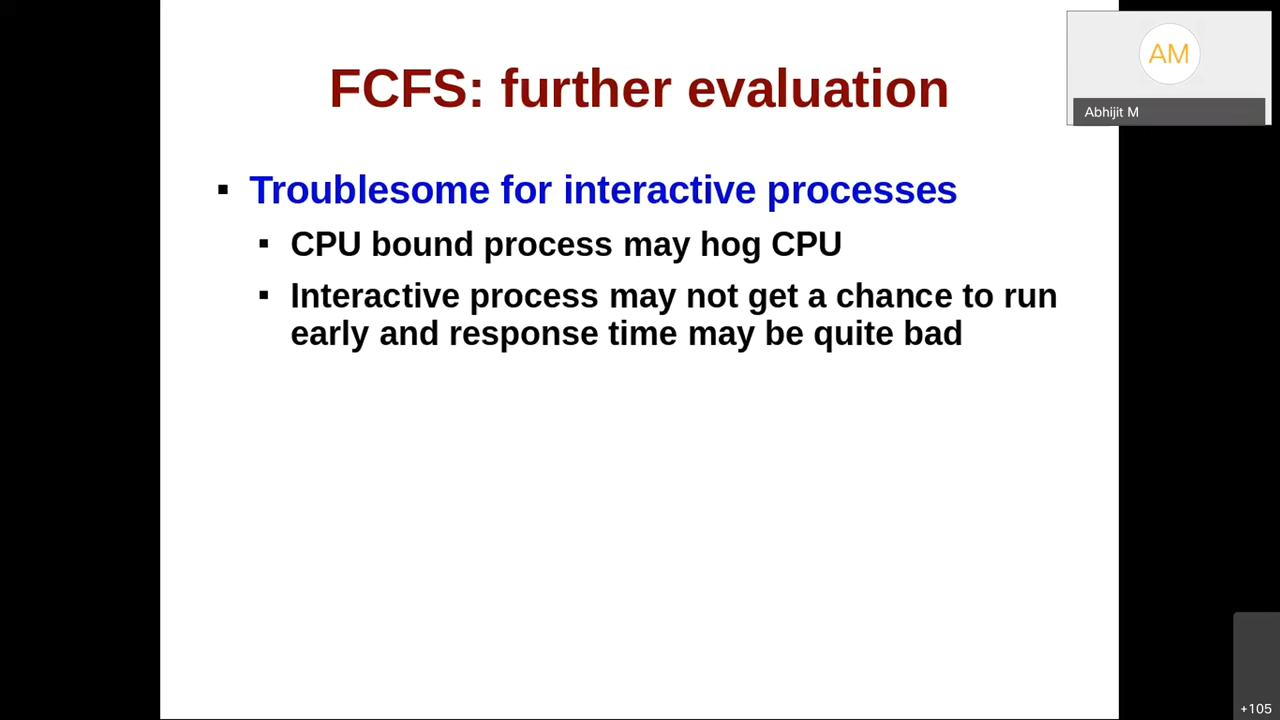 FCFS: further evaluation
AM
Abhijit M
▪ Troublesome for interactive processes
▪ CPU bound process may hog CPU
▪ Interactive process may not get a chance to run
early and response time may be quite bad
+105